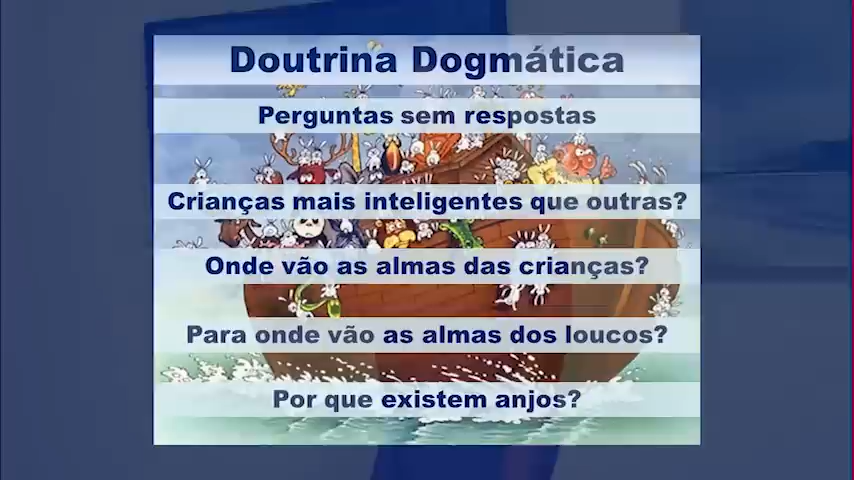 Doutrina Dogmática
Perguntas sem respostas
Crianças mais inteligentes que outras?
Onde vão as almas das crianças?
Para onde vão as almas dos loucos?
Por que existem anjos?